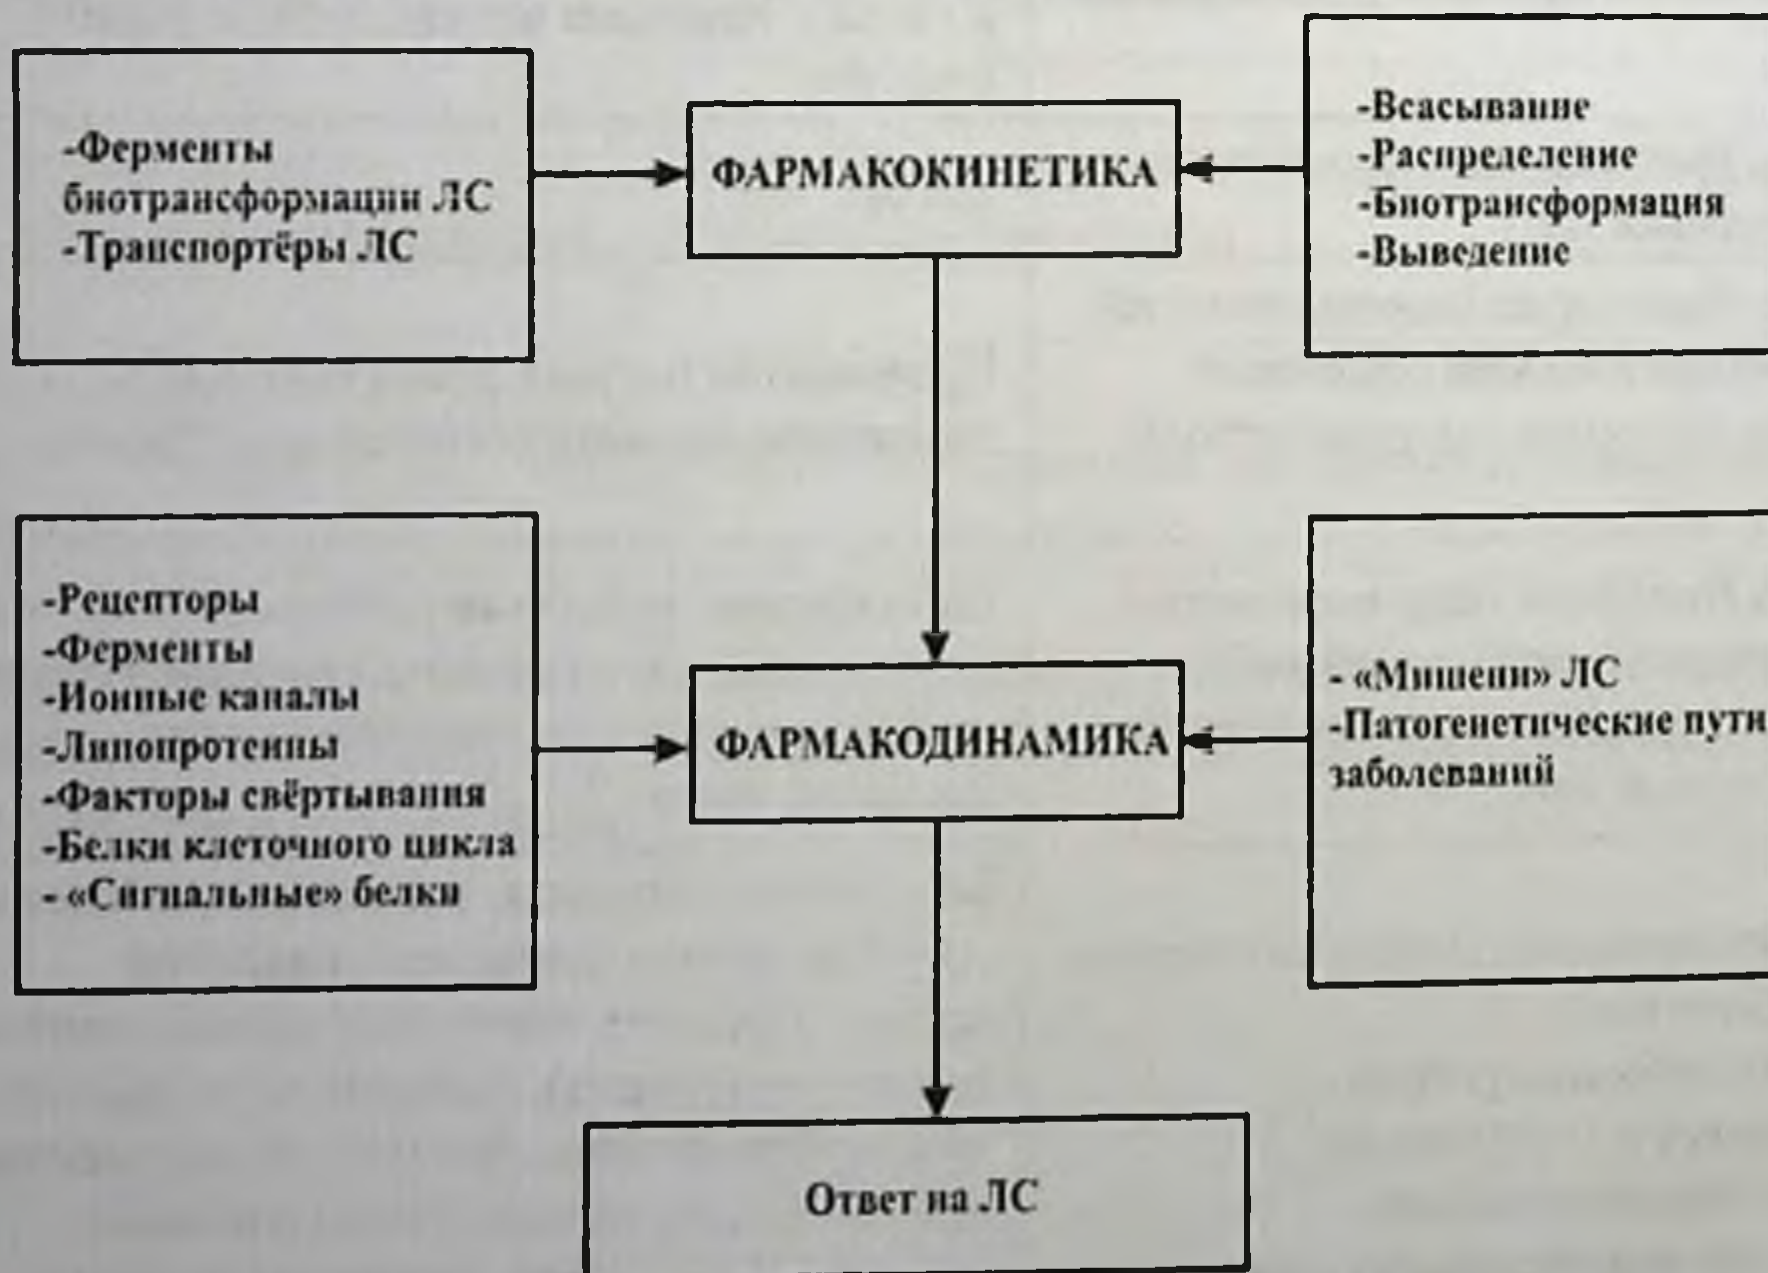 -Ферменты
биотрансформации ЛС
-Транспортёры ЛС
ФАРМАКОКИНЕТИКА
-Всасывание
-Распределение
-Биотрансформация
-Выведение
-Рецепторы
-Ферменты
-Ионные каналы
-Липопротеины
-Факторы свёртывания
-Белки клеточного цикла
- «Сигнальные» белки
ФАРМАКОДИНАМИКА
- «Мишени» ЛС
-Патогенетические пути
заболеваний
Ответ на ЛС